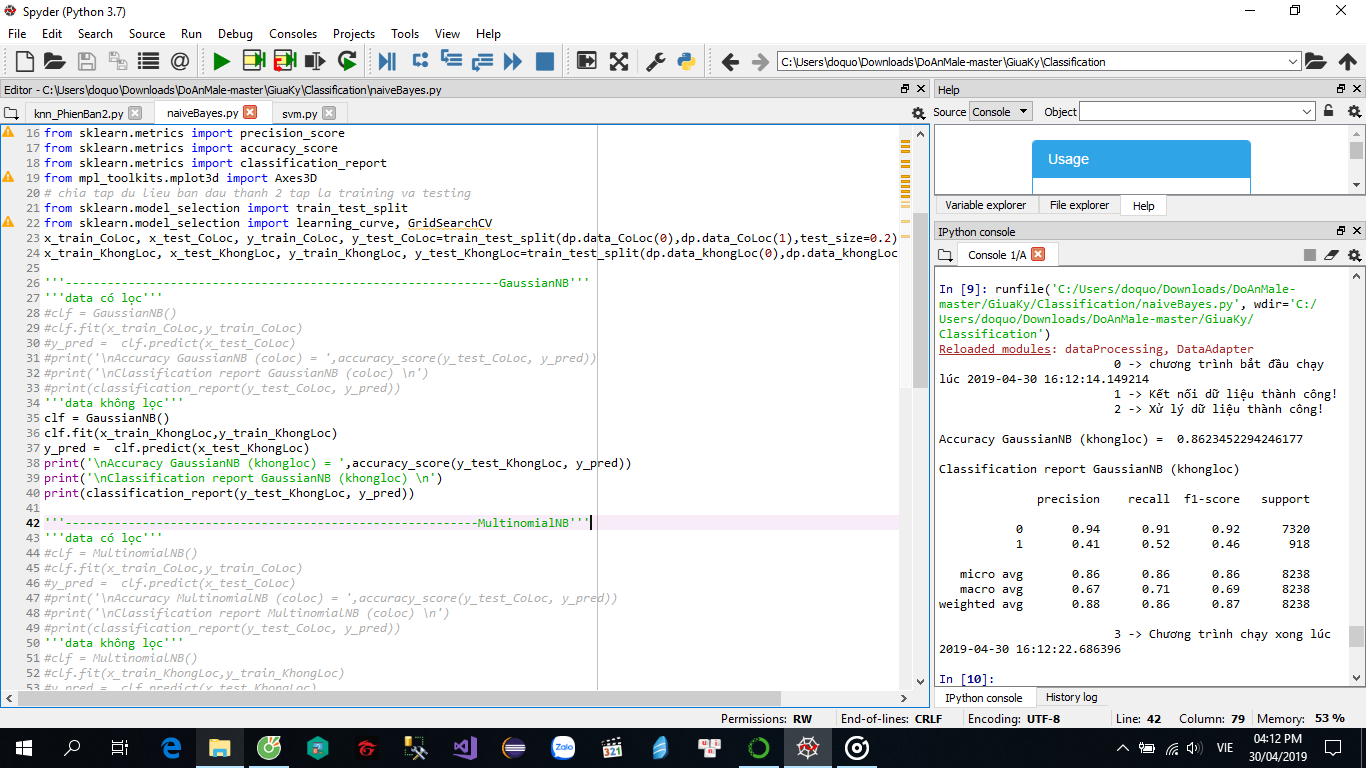 Spyder (Python 3.7)
File Edit Search Source Run Debug Consoles Projects Tools View Help
C:\Users\doquo\Downloads\DoAnMale-master\GiuaKy\Classification
Editor - C:\Users\doquo\Downloads\DoAnMale-master\GiuaKy\Classification\naiveBayes.py
knn_PhienBan2.py naiveBayes.py svm.py
16 from sklearn.metrics import precision_score
17 from sklearn.metrics import accuracy_score
18 from sklearn.metrics import classification_report
19 from mpl_toolkits.mplot3d import Axes3D
20 # chia tap du lieu ban dau thanh 2 tap la training va testing
21 from sklearn.model_selection import train_test_split
22 from sklearn.model_selection import learning_curve, GridSearchCV
23 x_train_CoLoc, x_test_CoLoc, y_train_CoLoc, y_test_CoLoc=train_test_split(dp.data_CoLoc(0),dp.data_CoLoc(1),test_size=0.2)
24 x_train_KhongLoc, x_test_KhongLoc, y_train_KhongLoc, y_test_KhongLoc=train_test_split(dp.data_khongLoc(0),dp.data_khongLoc
25
26 '''--------------------------------------------------------------GaussianNB'''
27 '''data có lọc'''
28 #clf = GaussianNB()
29 #clf.fit(x_train_CoLoc,y_train_CoLoc)
30 #y_pred =  clf.predict(x_test_CoLoc)
31 #print('\nAccuracy GaussianNB (coloc) = ',accuracy_score(y_test_CoLoc, y_pred))
32 #print('\nClassification report GaussianNB (coloc) \n')
33 #print(classification_report(y_test_CoLoc, y_pred))
34 '''data không lọc'''
35 clf = GaussianNB()
36 clf.fit(x_train_KhongLoc,y_train_KhongLoc)
37 y_pred =  clf.predict(x_test_KhongLoc)
38 print('\nAccuracy GaussianNB (khongloc) = ',accuracy_score(y_test_KhongLoc, y_pred))
39 print('\nClassification report GaussianNB (khongloc) \n')
40 print(classification_report(y_test_KhongLoc, y_pred))
41
42 '''-----------------------------------------------------------MultinomialNB'''
43 '''data có lọc'''
44 #clf = MultinomialNB()
45 #clf.fit(x_train_CoLoc,y_train_CoLoc)
46 #y_pred =  clf.predict(x_test_CoLoc)
47 #print('\nAccuracy MultinomialNB (coloc) = ',accuracy_score(y_test_CoLoc, y_pred))
48 #print('\nClassification report MultinomialNB (coloc) \n')
49 #print(classification_report(y_test_CoLoc, y_pred))
50 '''data không lọc'''
51 #clf = MultinomialNB()
52 #clf.fit(x_train_KhongLoc,y_train_KhongLoc)
53 #y_pred =  clf.predict(x_test_KhongLoc)
Help
Source Console Object
Usage
Variable explorer File explorer Help
IPython console
Console 1/A
In [9]: runfile('C:/Users/doquo/Downloads/DoAnMale-
master/GiuaKy/Classification/naiveBayes.py', wdir='C:/
Users/doquo/Downloads/DoAnMale-master/GiuaKy/
Classification')
Reloaded modules: dataProcessing, DataAdapter
0 -> chương trình bắt đầu chạy
lúc 2019-04-30 16:12:14.149214
1 -> Kết nối dữ liệu thành công!
2 -> Xử lý dữ liệu thành công!
Accuracy GaussianNB (khongloc) =  0.8623452294246177
Classification report GaussianNB (khongloc)
precision recall f1-score support
0 0.94 0.91 0.92 7320
1 0.41 0.52 0.46 918
micro avg 0.86 0.86 0.86 8238
macro avg 0.67 0.71 0.69 8238
weighted avg 0.88 0.86 0.87 8238
3 -> Chương trình chạy xong lúc
2019-04-30 16:12:22.686396
In [10]:
IPython console History log
Permissions: RW End-of-lines: CRLF Encoding: UTF-8 Line: 42 Column: 79 Memory: 53 %
Zalo
321
VIE
04:12 PM
30/04/2019